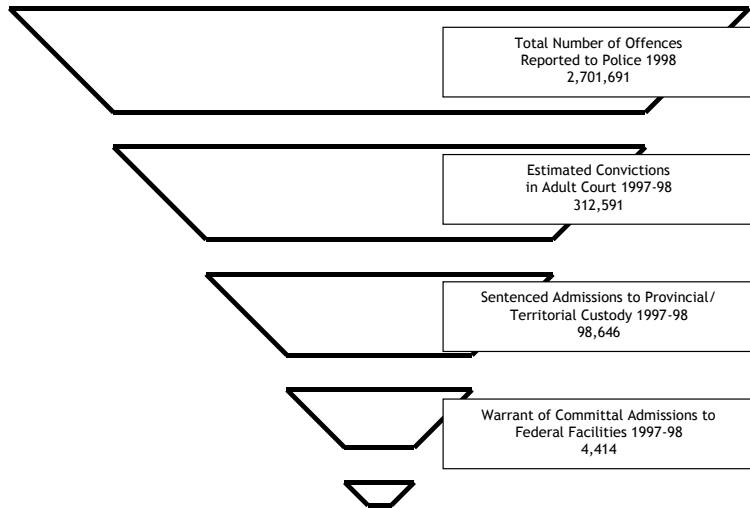 Total Number of Offences
Reported to Police 1998
2,701,691
Estimated Convictions
in Adult Court 1997-98
312,591
Sentenced Admissions to Provincial/
Territorial Custody 1997-98
98,646
Warrant of Committal Admissions to
Federal Facilities 1997-98
4,414